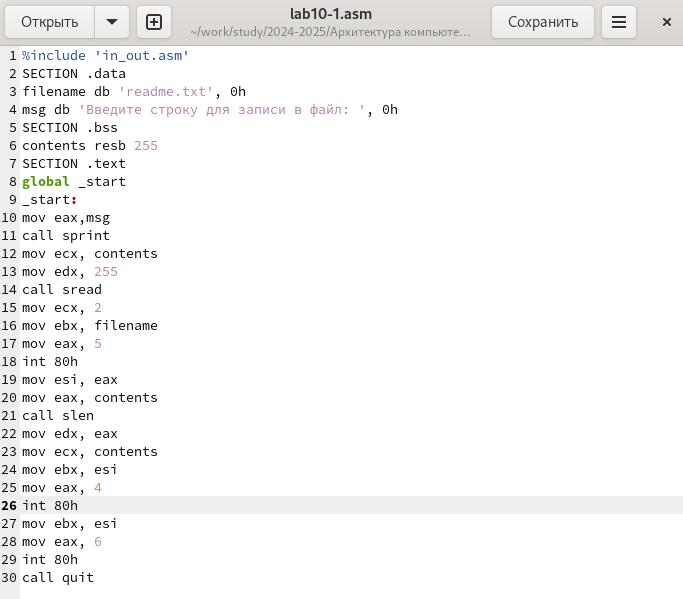 Открыть
lab10-1.asm
~/work/study/2024-2025/Архитектура компьюте…
Сохранить
1 %include 'in_out.asm'
2 SECTION .data
3 filename db 'readme.txt', 0h
4 msg db 'Введите строку для записи в файл: ', 0h
5 SECTION .bss
6 contents resb 255
7 SECTION .text
8 global _start
9 _start:
10 mov eax,msg
11 call sprint
12 mov ecx, contents
13 mov edx, 255
14 call sread
15 mov ecx, 2
16 mov ebx, filename
17 mov eax, 5
18 int 80h
19 mov esi, eax
20 mov eax, contents
21 call slen
22 mov edx, eax
23 mov ecx, contents
24 mov ebx, esi
25 mov eax, 4
26 int 80h
27 mov ebx, esi
28 mov eax, 6
29 int 80h
30 call quit